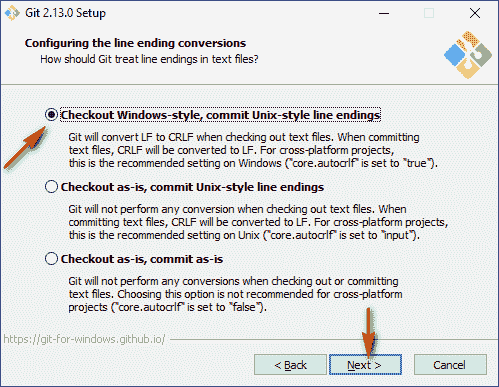 Git 2.13.0 Setup
Configuring the line ending conversions
How should Git treat line endings in text files?
Checkout Windows-style, commit Unix-style line endings
Git will convert LF to CRLF when checking out text files. When committing
text files, CRLF will be converted to LF. For cross-platform projects,
this is the recommended setting on Windows ("core.autocrlf" is set to "true").
Checkout as-is, commit Unix-style line endings
Git will not perform any conversion when checking out text files. When
committing text files, CRLF will be converted to LF. For cross-platform projects,
this is the recommended setting on Unix ("core.autocrlf" is set to "input").
Checkout as-is, commit as-is
Git will not perform any conversions when checking out or committing
text files. Choosing this option is not recommended for cross-platform
projects ("core.autocrlf" is set to "false").
https://git-for-windows.github.io/
< Back
Next >
Cancel